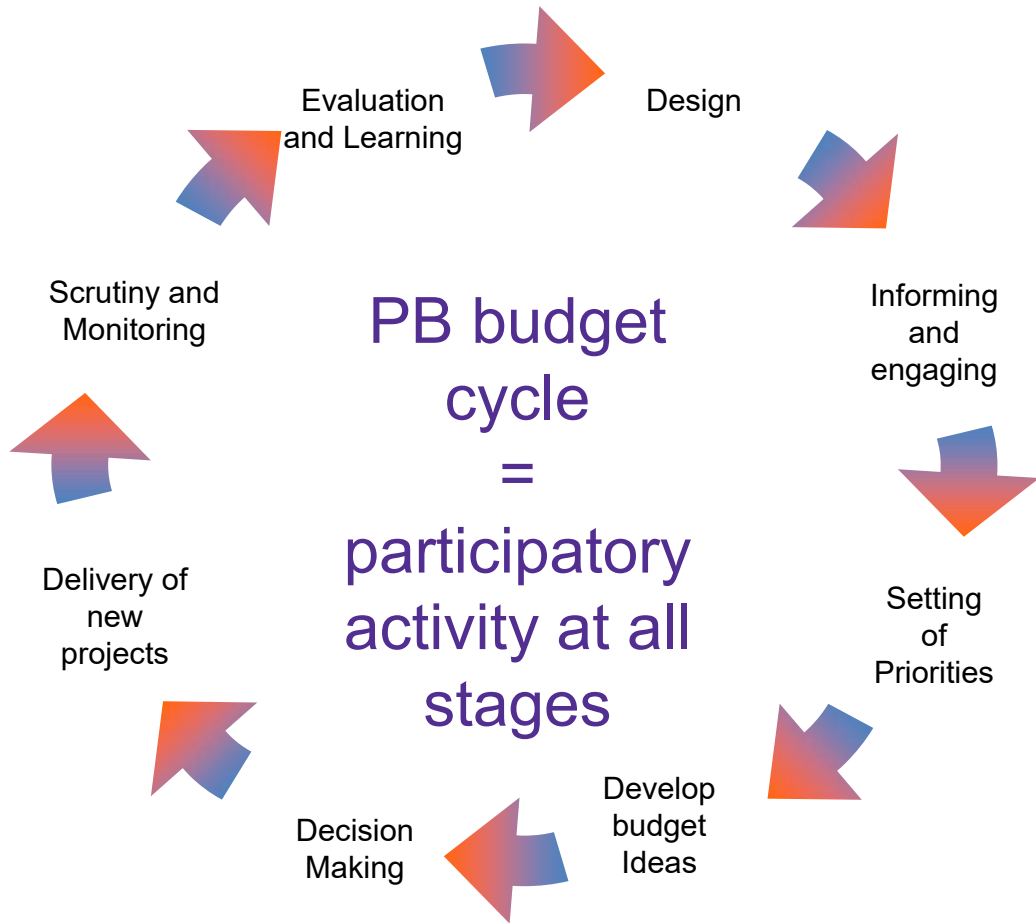 Evaluation
and Learning
Design
Informing
and
engaging
Setting
of
Priorities
Develop
budget
Ideas
Decision
Making
Delivery of
new
projects
Scrutiny and
Monitoring
PB budget
cycle
=
participatory
activity at all
stages